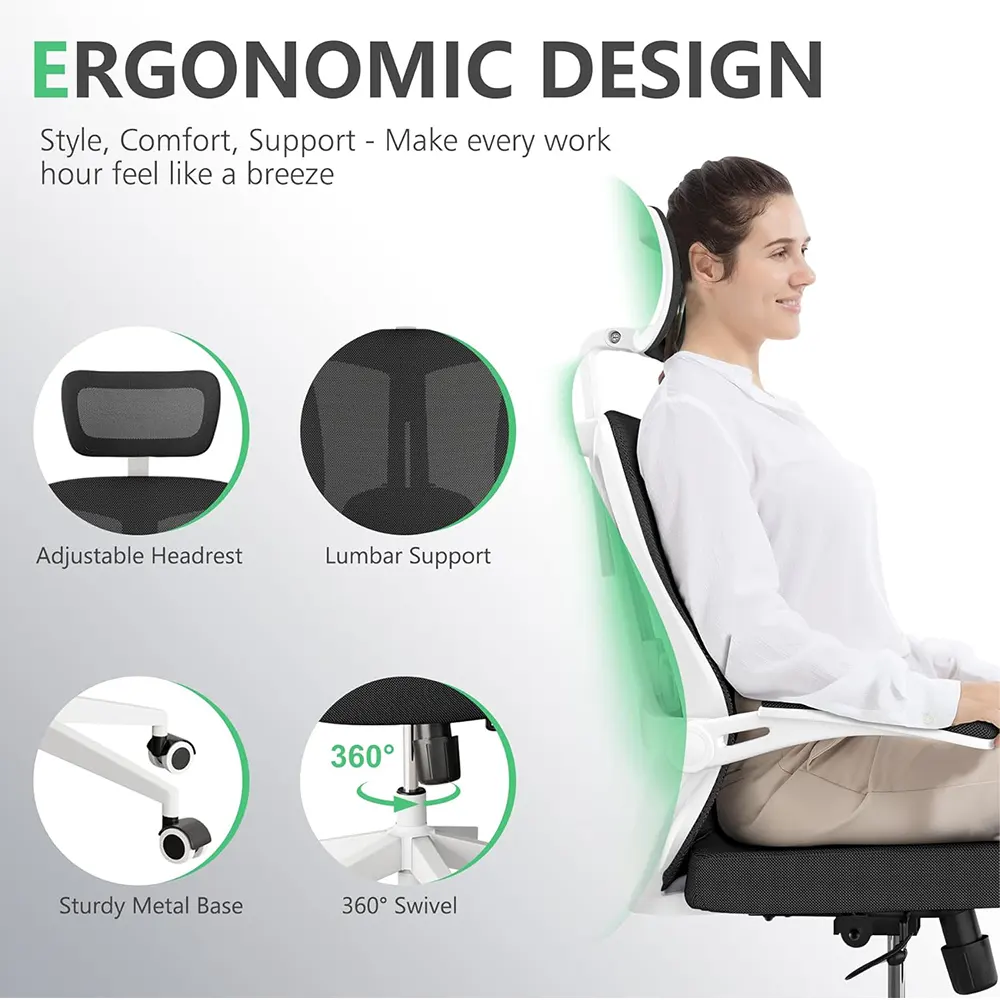 ERGONOMIC DESIGN
Style, Comfort, Support - Make every work
hour feel like a breeze
Adjustable Headrest
Lumbar Support
360°
Sturdy Metal Base
360° Swivel